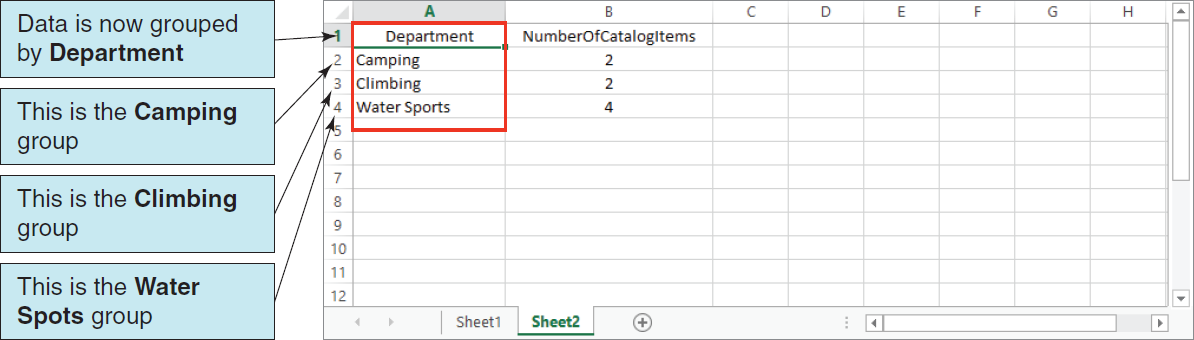 Data is now grouped
by Department
This is the Camping
group
This is the Climbing
group
This is the Water
Spots group
A B C D E F G H
1 Department NumberOfCatalogItems
2 Camping 2
3 Climbing 2
4 Water Sports 4
5
6
7
8
9
10
11
12
Sheet1 Sheet2